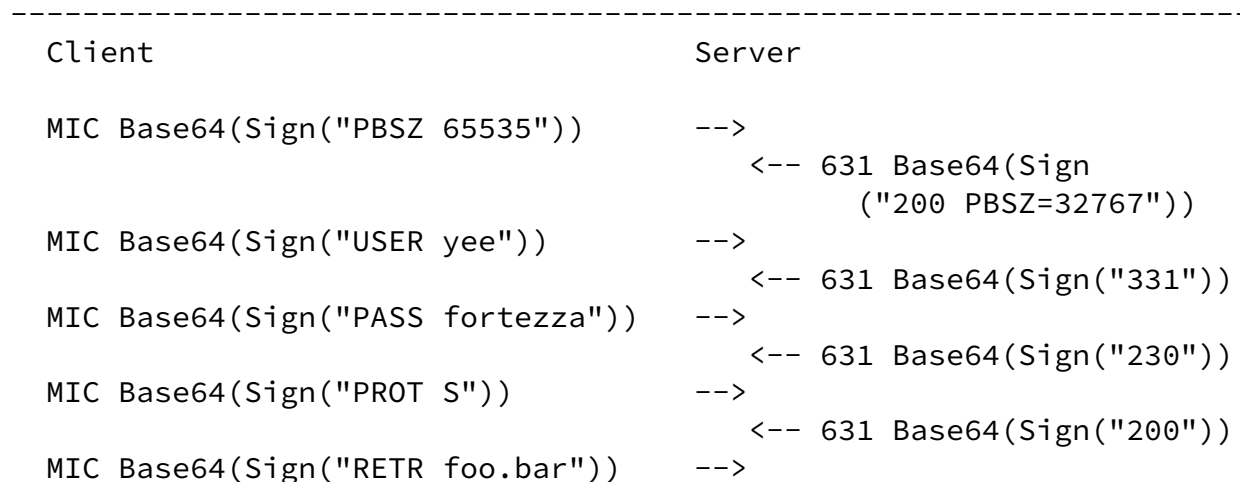 ---------------------------------------------------------------------
Client                             Server
MIC Base64(Sign("PBSZ 65535"))     -->
<-- 631 Base64(Sign
("200 PBSZ=32767"))
MIC Base64(Sign("USER yee"))       -->
<-- 631 Base64(Sign("331"))
MIC Base64(Sign("PASS fortezza"))  -->
<-- 631 Base64(Sign("230"))
MIC Base64(Sign("PROT S"))         -->
<-- 631 Base64(Sign("200"))
MIC Base64(Sign("RETR foo.bar"))   -->